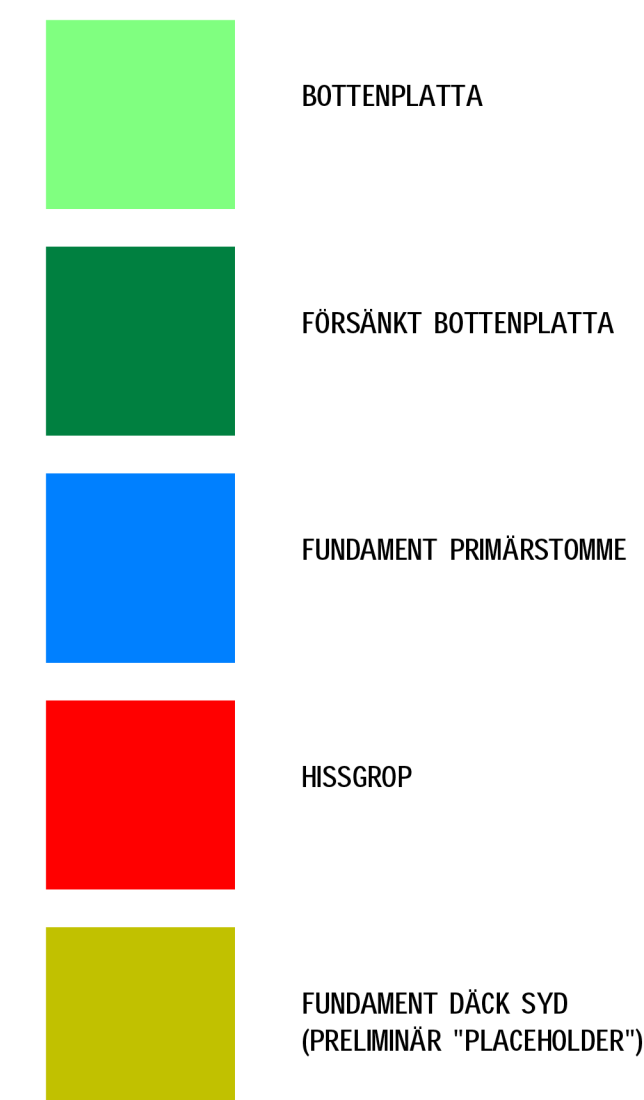 BOTTENPLATTA
FÖRSÄNKT BOTTENPLATTA
FUNDAMENT PRIMÄRSTOMME
HISSGROP
FUNDAMENT DÄCK SYD
(PRELIMINÄR "PLACEHOLDER")